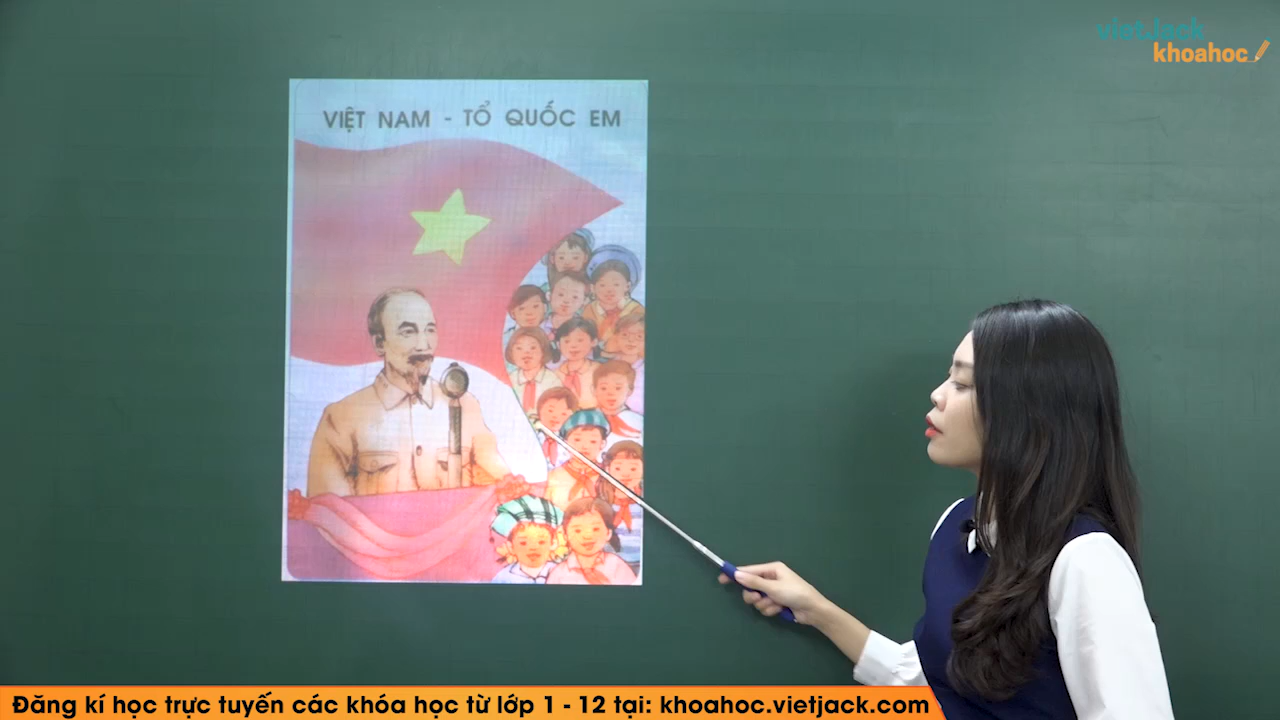 vietJack
khoahoc
VIỆT NAM - TỔ QUỐC EM
Đăng kí học trực tuyến các khóa học từ lớp 1 - 12 tại: khoahoc.vietjack.com